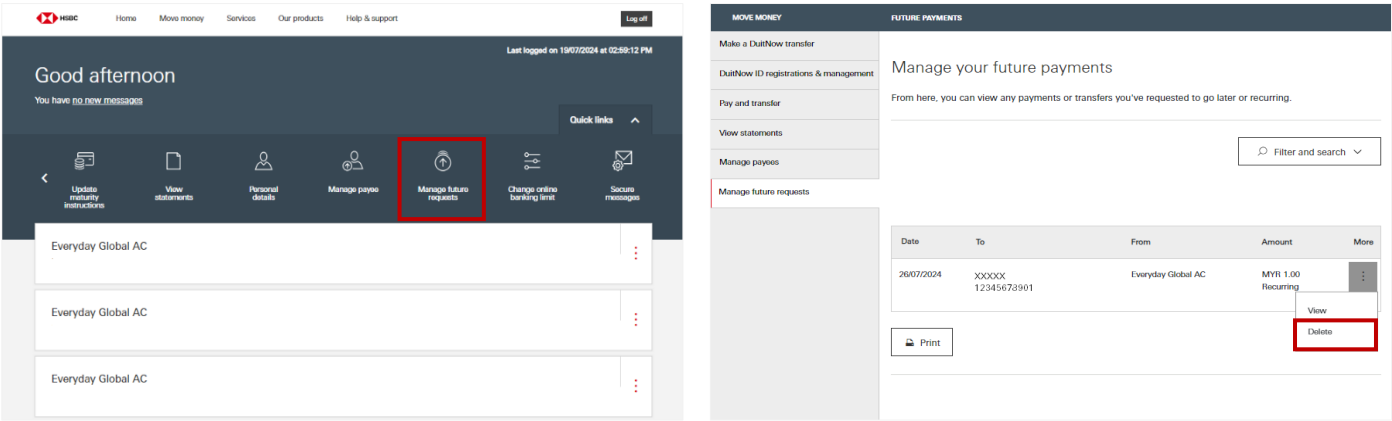 HSBC
Home
Move money
Services
Our products
Help & support
Log off
Last logged on 19/07/2024 at 02:59:12 PM
Good afternoon
You have no new messages
Quick links
Update
maturity
instructions
View
statements
Personal
details
Manage payee
Manage future
requests
Change online
banking limit
Secure
messages
Everyday Global AC
Everyday Global AC
Everyday Global AC
MOVE MONEY
FUTURE PAYMENTS
Make a DuitNow transfer
DuitNow ID registrations & management
Pay and transfer
View statements
Manage payees
Manage future requests
Manage your future payments
From here, you can view any payments or transfers you've requested to go later or recurring.
Filter and search
Date
To
From
Amount
More
26/07/2024
XXXXX
12345673901
Everyday Global AC
MYR 1.00
Recurring
View
Delete
Print